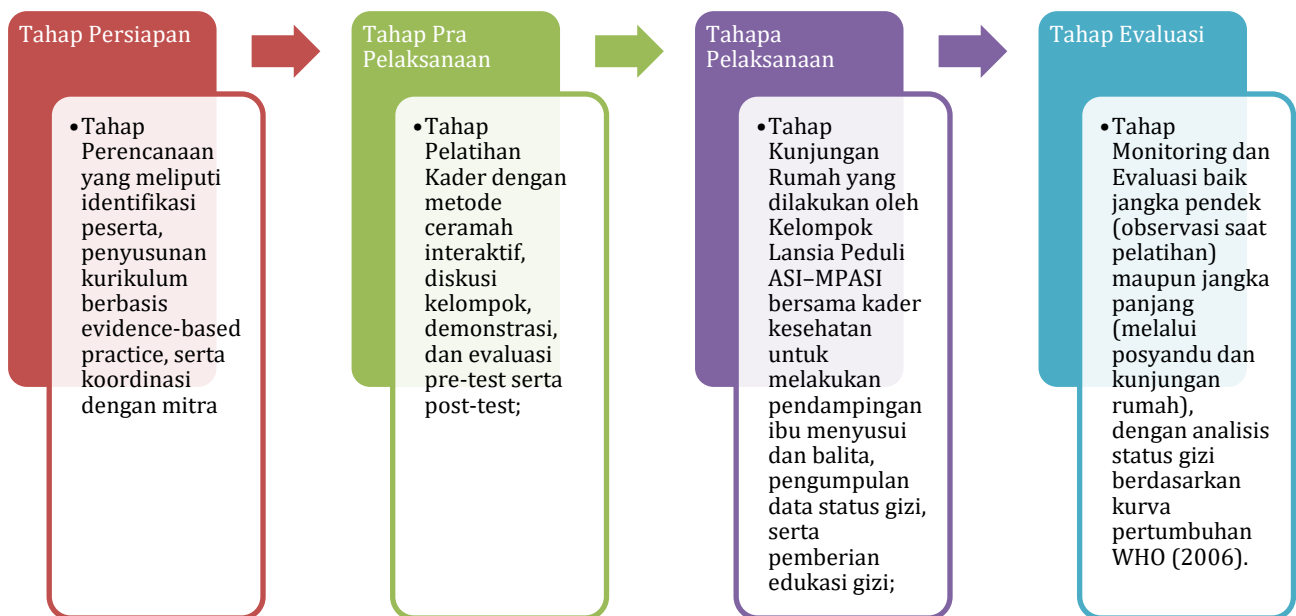 Tahap Persiapan
•Tahap
Perencanaan
yang meliputi
identifikasi
peserta,
penyusunan
kurikulum
berbasis
evidence-based
practice, serta
koordinasi
dengan mitra
Tahap Pra
Pelaksanaan
•Tahap
Pelatihan
Kader dengan
metode
ceramah
interaktif,
diskusi
kelompok,
demonstrasi,
dan evaluasi
pre-test serta
post-test;
Tahapa
Pelaksanaan
•Tahap
Kunjungan
Rumah yang
dilakukan oleh
Kelompok
Lansia Peduli
ASI–MPASI
bersama kader
kesehatan
untuk
melakukan
pendampingan
ibu menyusui
dan balita,
pengumpulan
data status gizi,
serta
pemberian
edukasi gizi;
Tahap Evaluasi
•Tahap
Monitoring dan
Evaluasi baik
jangka pendek
(observasi saat
pelatihan)
maupun jangka
panjang
(melalui
posyandu dan
kunjungan
rumah),
dengan analisis
status gizi
berdasarkan
kurva
pertumbuhan
WHO (2006).